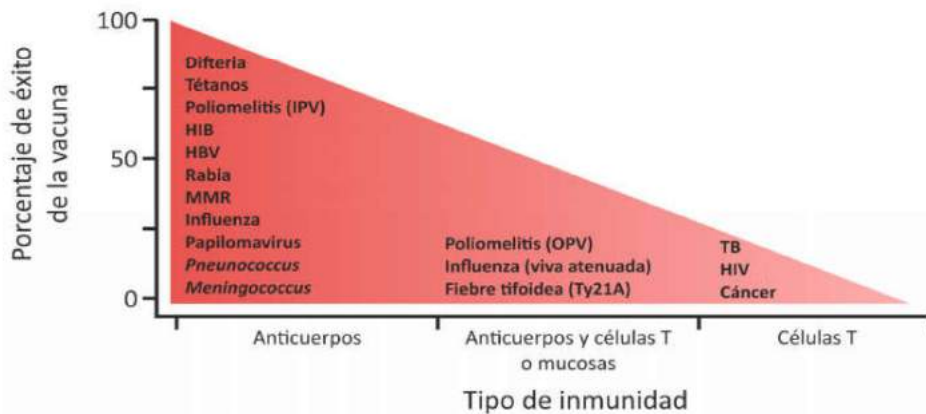 Porcentaje de éxito
de la vacuna
100
50
0
Difteria
Tétanos
Poliomelitis (IPV)
HIB
HBV
Rabia
MMR
Influenza
Papilomavirus
Pneunococcus
Meningococcus
Poliomelitis (OPV)
Influenza (viva atenuada)
Fiebre tifoidea (Ty21A)
TB
HIV
Cáncer
Anticuerpos
Anticuerpos y células T
o mucosas
Células T
Tipo de inmunidad